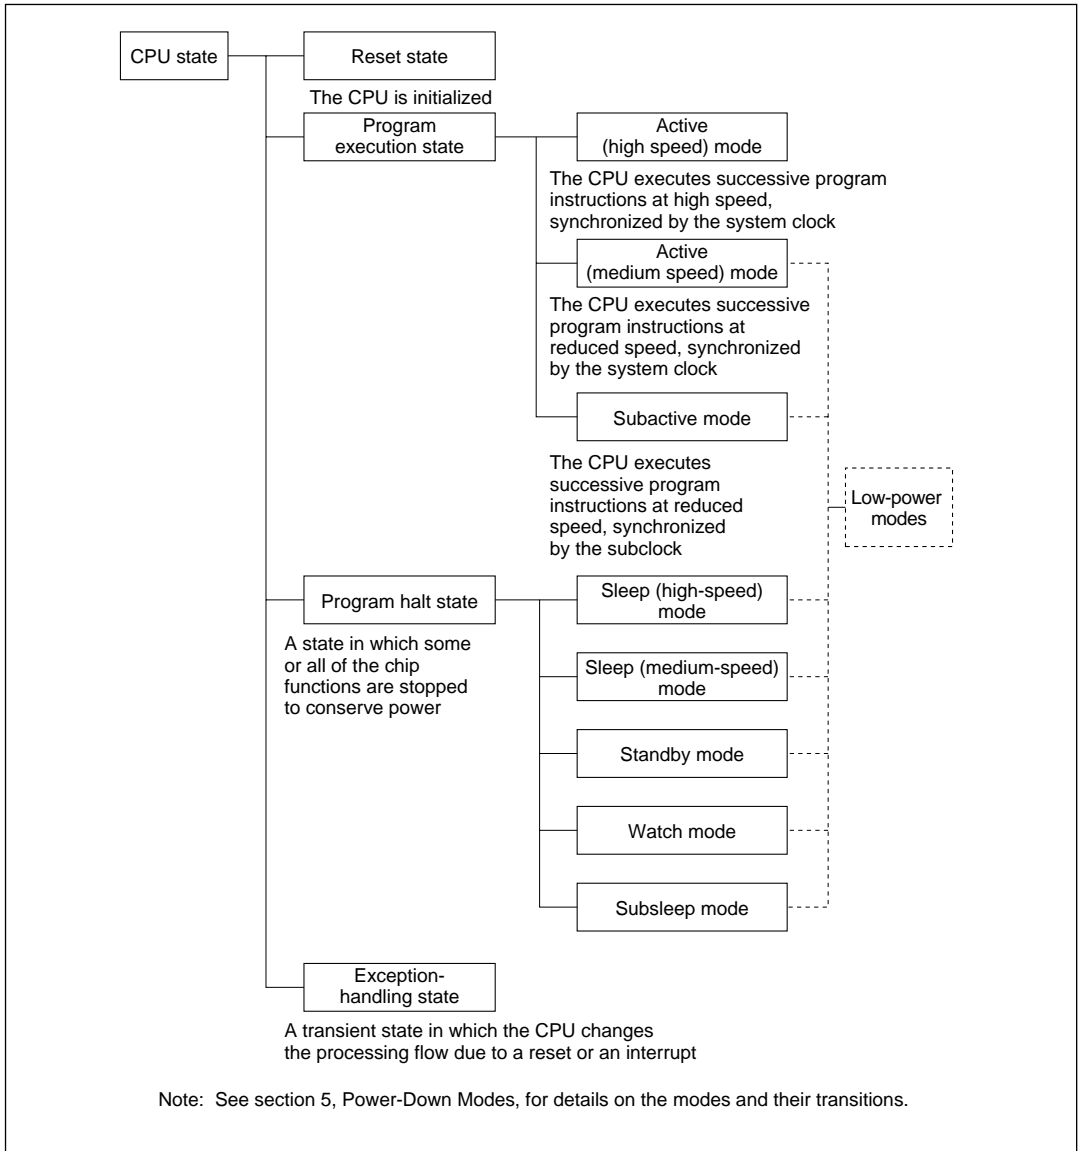 CPU state
Reset state
The CPU is initialized
Program
execution state
Active
(high speed) mode
The CPU executes successive program
instructions at high speed,
synchronized by the system clock
Active
(medium speed) mode
The CPU executes successive
program instructions at
reduced speed, synchronized
by the system clock
Subactive mode
The CPU executes
successive program
instructions at reduced
speed, synchronized
by the subclock
Low-power
modes
Program halt state
A state in which some
or all of the chip
functions are stopped
to conserve power
Sleep (high-speed)
mode
Sleep (medium-speed)
mode
Standby mode
Watch mode
Subsleep mode
Exception-
handling state
A transient state in which the CPU changes
the processing flow due to a reset or an interrupt
Note: See section 5, Power-Down Modes, for details on the modes and their transitions.